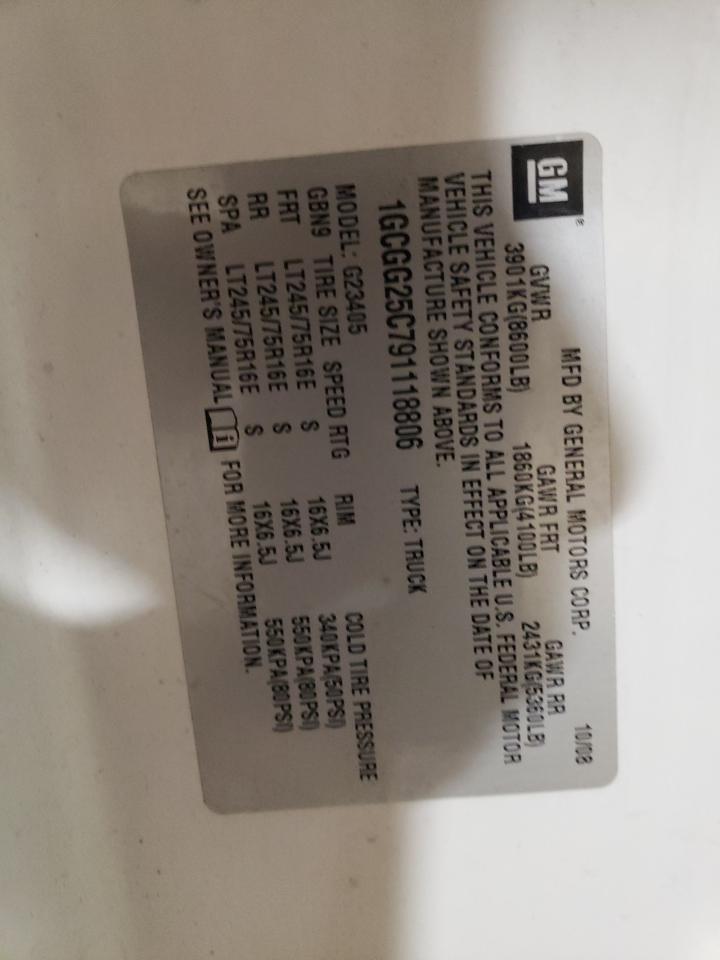 GM
MFD BY GENERAL MOTORS CORP. 10/08
GVWR GAWR FRT GAWR RR
3901KG(8600LB) 1860KG(4100LB) 2431KG(5360LB)
THIS VEHICLE CONFORMS TO ALL APPLICABLE U.S. FEDERAL MOTOR
VEHICLE SAFETY STANDARDS IN EFFECT ON THE DATE OF
MANUFACTURE SHOWN ABOVE.
1GCGG25C791118806 TYPE: TRUCK
MODEL: G23405
GBN9 TIRE SIZE SPEED RTG RIM COLD TIRE PRESSURE
FRT LT245/75R16E S 16X6.5J 340KPA(50PSI)
RR LT245/75R16E S 16X6.5J 550KPA(80PSI)
SPA LT245/75R16E S 16X6.5J 550KPA(80PSI)
SEE OWNER'S MANUAL FOR MORE INFORMATION.